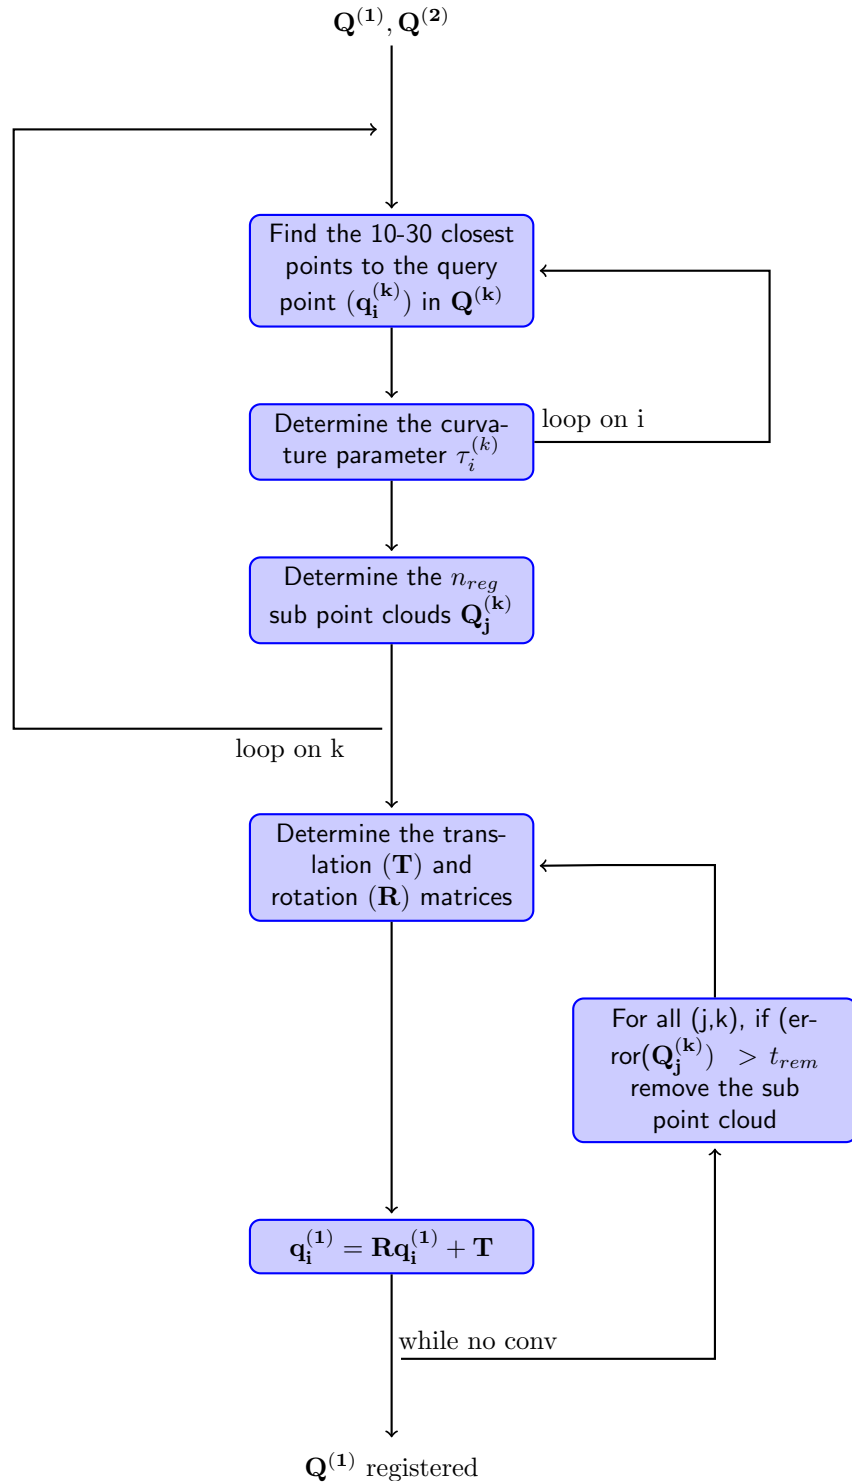 Q^(1), Q^(2)
Find the 10-30 closest
points to the query
point (q_i^(k)) in Q^(k)
Determine the curva-
ture parameter τ_i^(k)
loop on i
Determine the n_reg
sub point clouds Q_j^(k)
loop on k
Determine the trans-
lation (T) and
rotation (R) matrices
For all (j,k), if (er-
ror(Q_j^(k)) > t_rem
remove the sub
point cloud
q_i^(1) = Rq_i^(1) + T
while no conv
Q^(1) registered